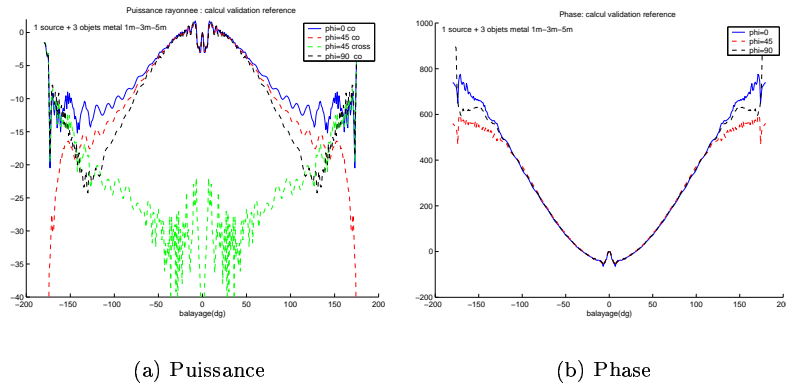 Puissance rayonnee : calcul validation reference
1 source + 3 objets metal 1m−3m−5m
phi=0 co
phi=45 co
phi=45 cross
phi=90 co
0
−5
−10
−15
−20
−25
−30
−35
−40
−200
−150
−100
−50
0
50
100
150
200
balayage(dg)
(a) Puissance
Phase: calcul validation reference
1 source + 3 objets metal 1m−3m−5m
phi=0
phi=45
phi=90
1000
800
600
400
200
0
−200
−200
−150
−100
−50
0
50
100
150
200
balayage(dg)
(b) Phase